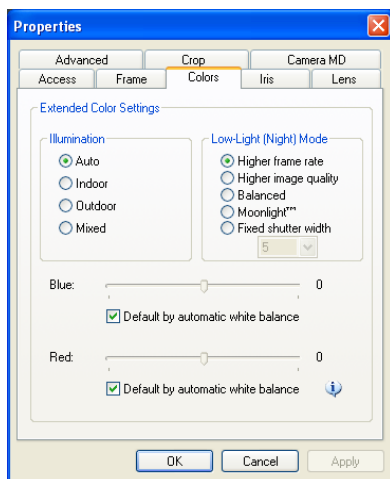 Properties
Advanced Crop Camera MD
Access Frame Colors Iris Lens
Extended Color Settings
Illumination
Auto
Indoor
Outdoor
Mixed
Low-Light (Night) Mode
Higher frame rate
Higher image quality
Balanced
Moonlight™
Fixed shutter width
5
Blue: 0
Default by automatic white balance
Red: 0
Default by automatic white balance
OK Cancel Apply